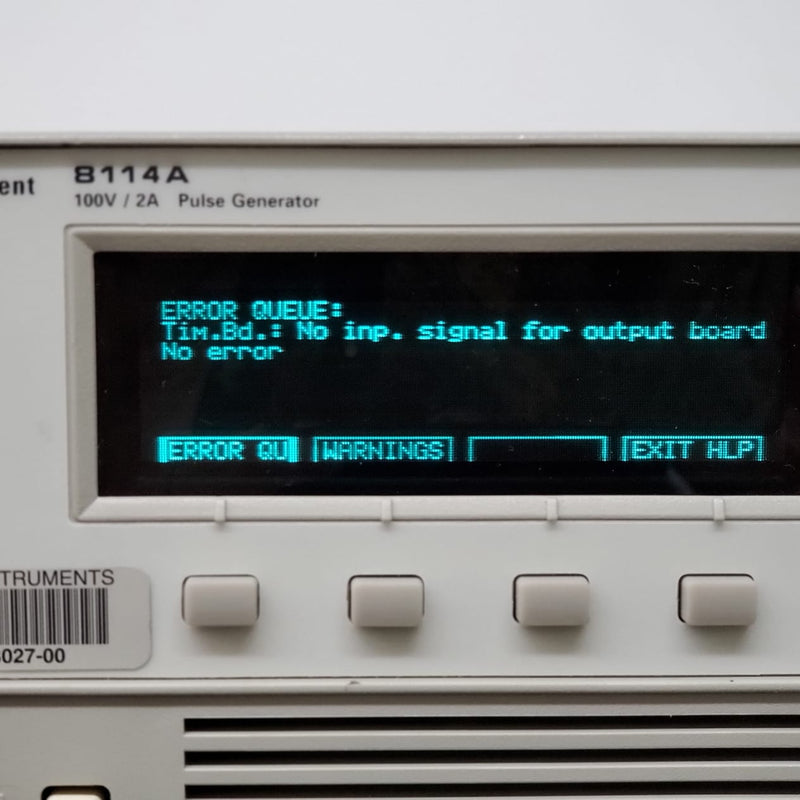 ent 8114A
100V / 2A Pulse Generator
ERROR QUEUE:
Tim.Bd.: No inp. signal for output board
No error
ERROR QU WARNINGS EXIT HLP
TRUMENTS
027-00